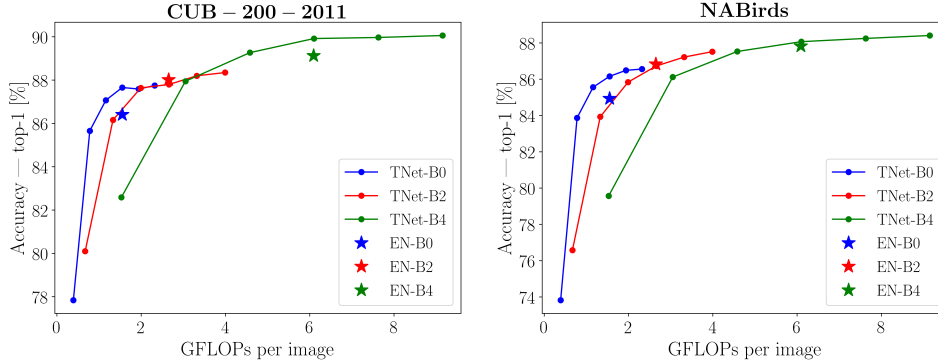 CUB – 200 – 2011
Accuracy — top-1 [%]
90
88
86
84
82
80
78
0 2 4 6 8
GFLOPs per image
TNet-B0
TNet-B2
TNet-B4
EN-B0
EN-B2
EN-B4
NABirds
Accuracy — top-1 [%]
88
86
84
82
80
78
76
74
0 2 4 6 8
GFLOPs per image
TNet-B0
TNet-B2
TNet-B4
EN-B0
EN-B2
EN-B4